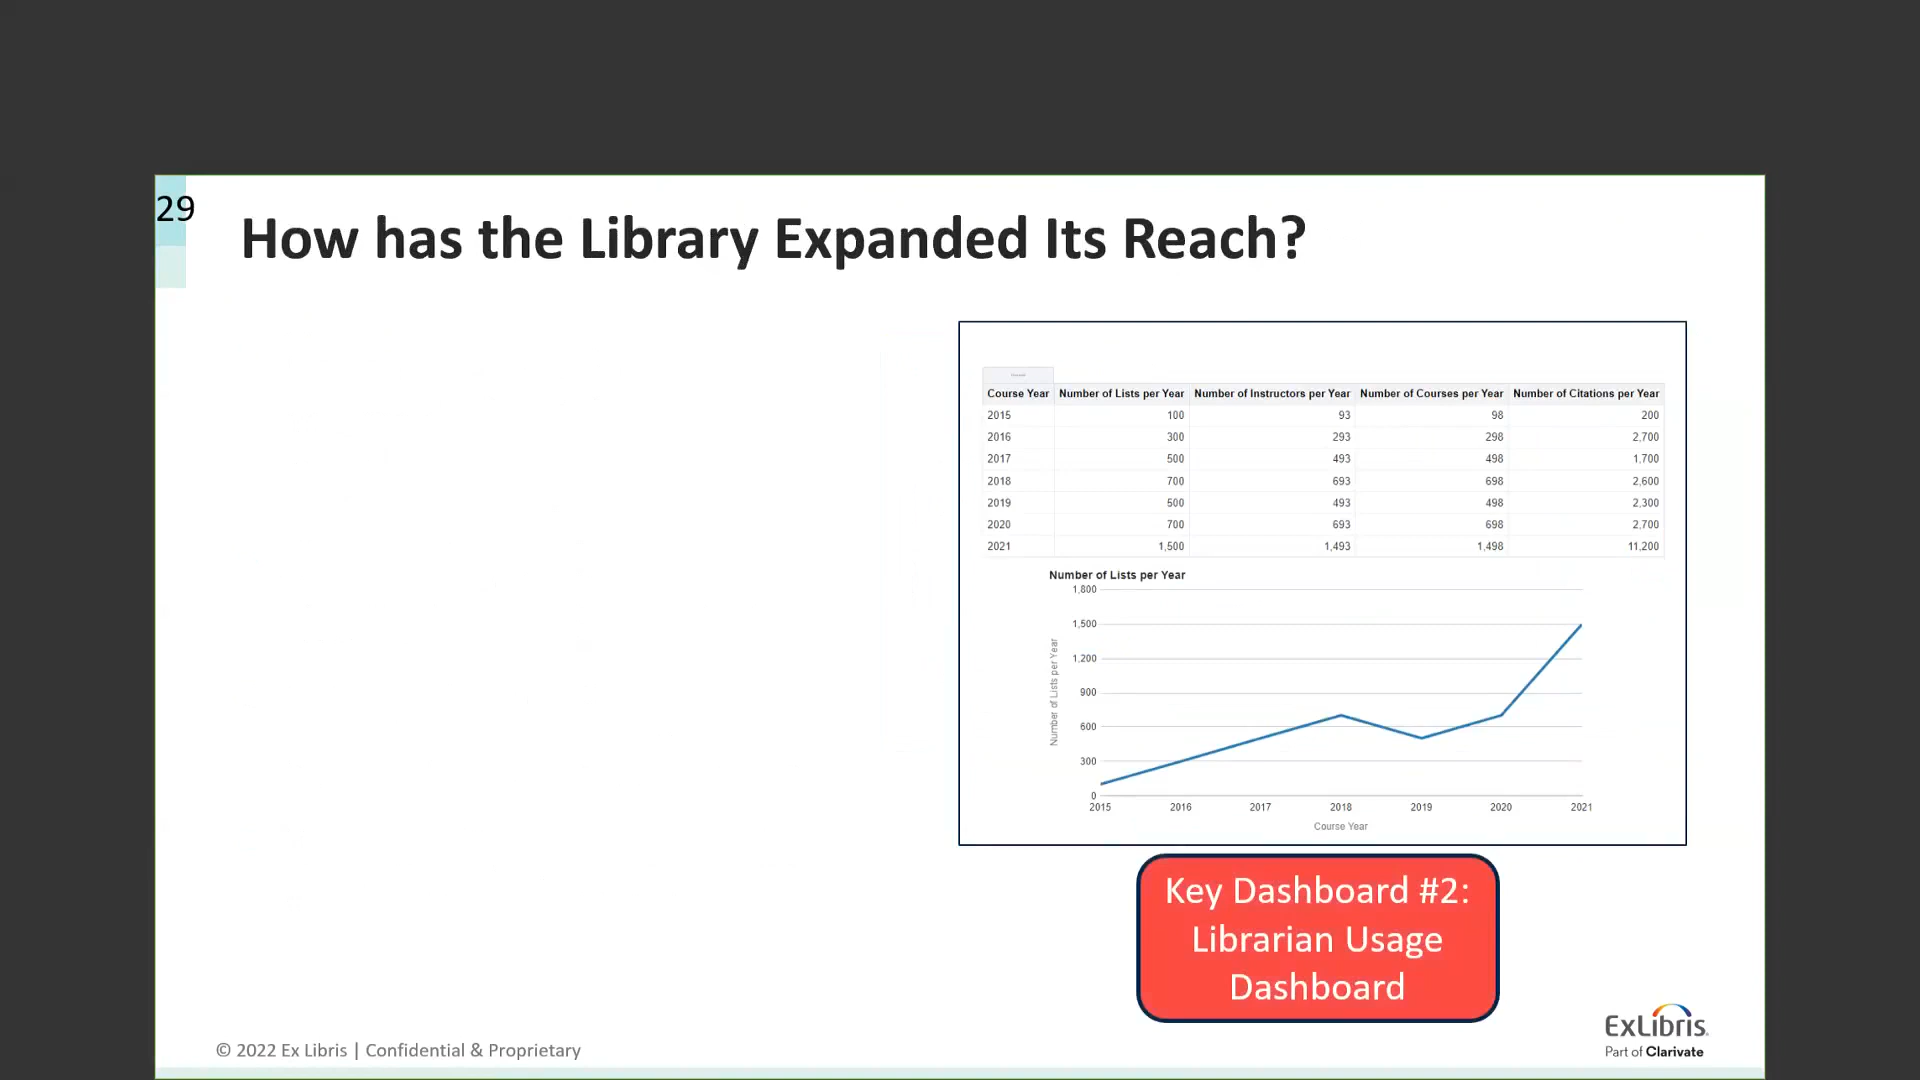 29
How has the Library Expanded Its Reach?
Course Year Number of Lists per Year Number of Instructors per Year Number of Courses per Year Number of Citations per Year
2015 100 93 98 200
2016 300 293 298 2,700
2017 500 493 498 1,700
2018 700 693 698 2,600
2019 500 493 498 2,300
2020 700 693 698 2,700
2021 1,500 1,493 1,498 11,200
Number of Lists per Year
1,800
1,500
1,200
900
600
300
0
Number of Lists per Year
2015 2016 2017 2018 2019 2020 2021
Course Year
Key Dashboard #2:
Librarian Usage
Dashboard
© 2022 Ex Libris | Confidential & Proprietary
ExLibris
Part of Clarivate